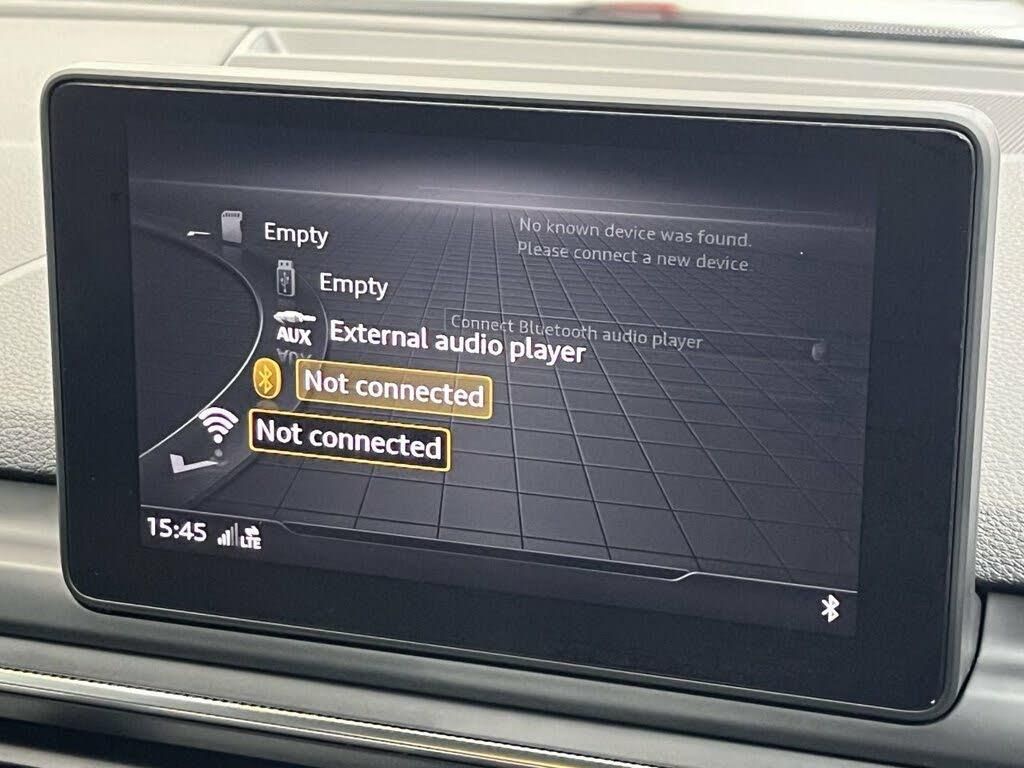 Empty
No known device was found.
Please connect a new device
Empty
Connect Bluetooth audio player
AUX
External audio player
Not connected
Not connected
15:45
LTE